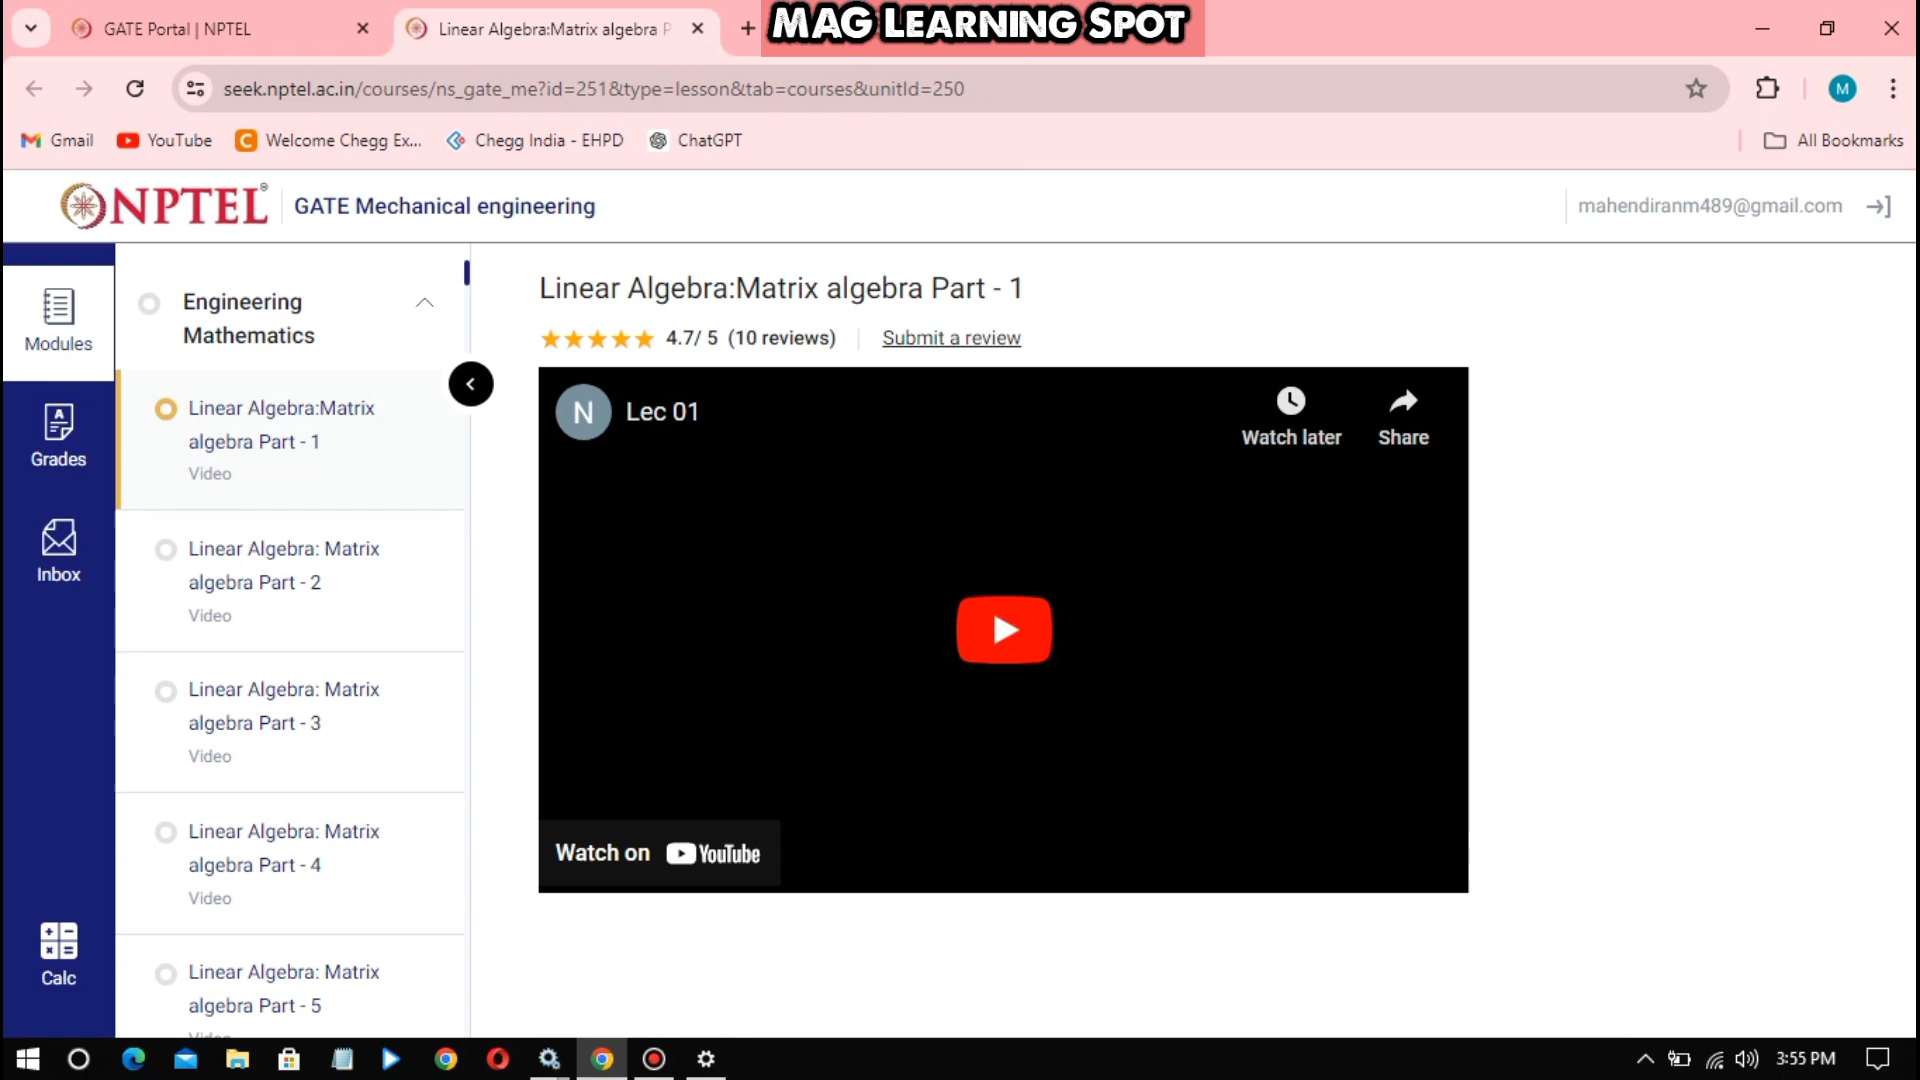 GATE Portal | NPTEL
Linear Algebra:Matrix algebra P
MAG LEARNING SPOT
seek.nptel.ac.in/courses/ns_gate_me?id=251&type=lesson&tab=courses&unitId=250
M
Gmail
YouTube
Welcome Chegg Ex...
Chegg India - EHPD
ChatGPT
All Bookmarks
NPTEL
GATE Mechanical engineering
mahendiranm489@gmail.com
Modules
Grades
Inbox
Calc
Engineering
Mathematics
Linear Algebra:Matrix
algebra Part - 1
Video
Linear Algebra: Matrix
algebra Part - 2
Video
Linear Algebra: Matrix
algebra Part - 3
Video
Linear Algebra: Matrix
algebra Part - 4
Video
Linear Algebra: Matrix
algebra Part - 5
Video
Linear Algebra:Matrix algebra Part - 1
4.7/ 5 (10 reviews)
Submit a review
N
Lec 01
Watch later
Share
Watch on YouTube
3:55 PM